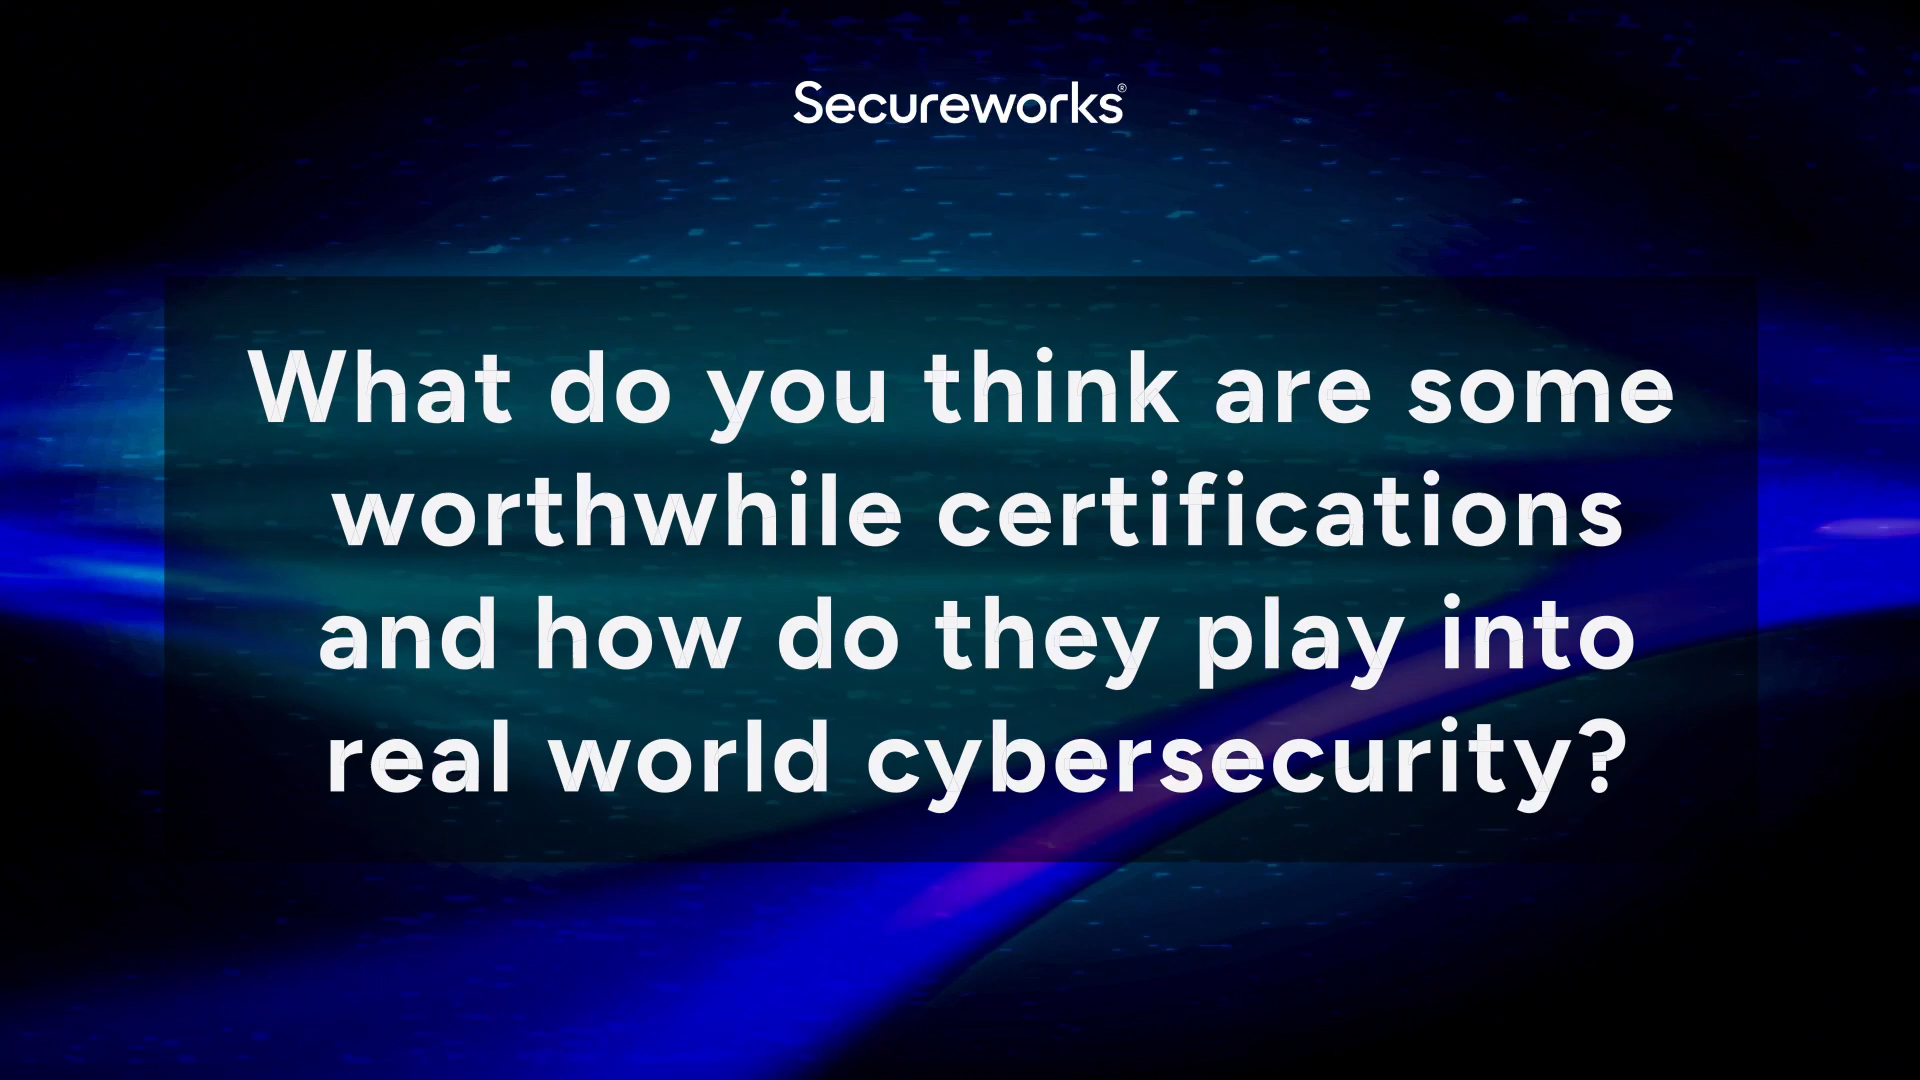 Secureworks®
What do you think are some
worthwhile certifications
and how do they play into
real world cybersecurity?